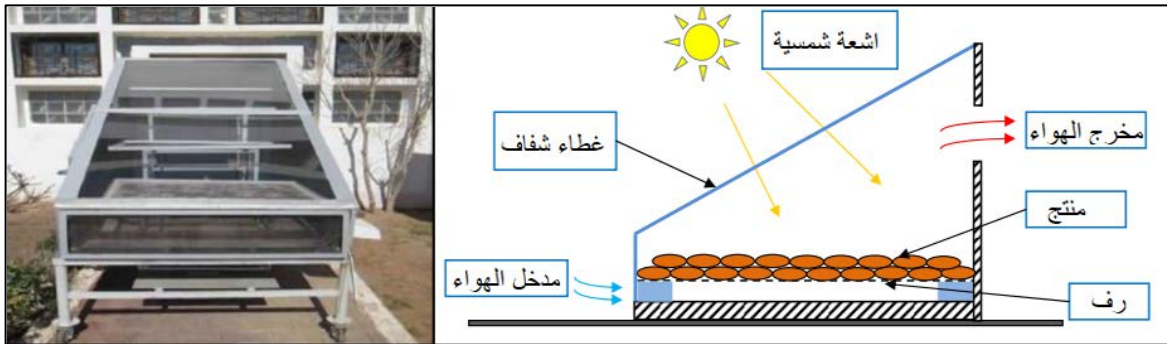 اشعة شمسية
غطاء شفاف
مخرج الهواء
منتج
مدخل الهواء
رف